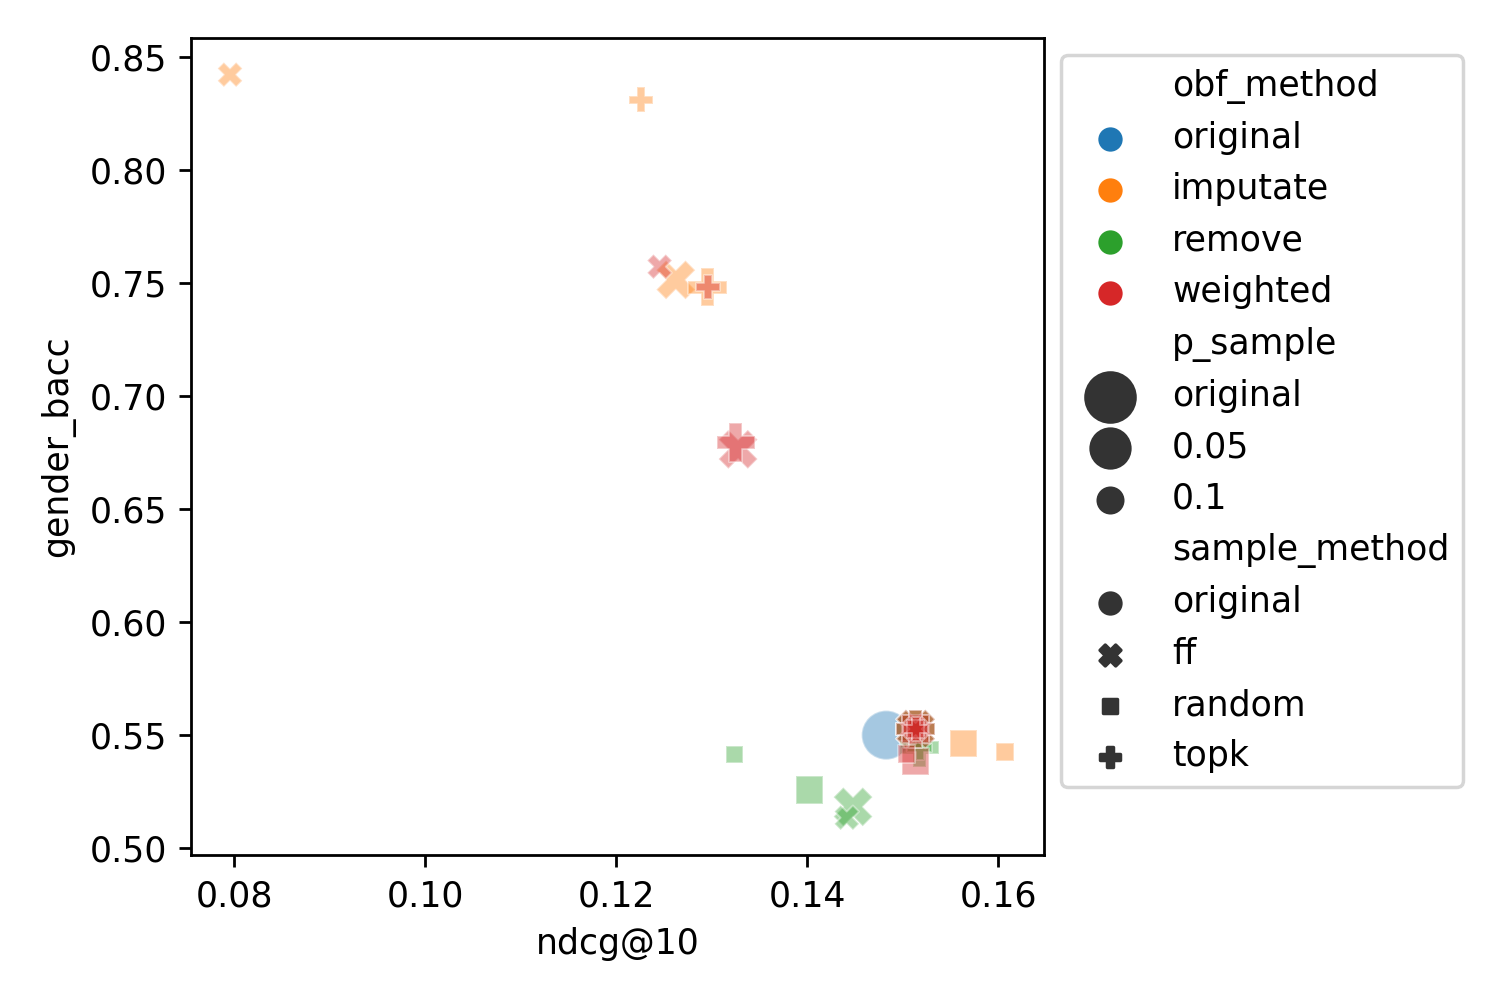 0.85
0.80
0.75
0.70
0.65
0.60
0.55
0.50
gender_bacc
0.08 0.10 0.12 0.14 0.16
ndcg@10
obf_method
original
imputate
remove
weighted
p_sample
original
0.05
0.1
sample_method
original
ff
random
topk